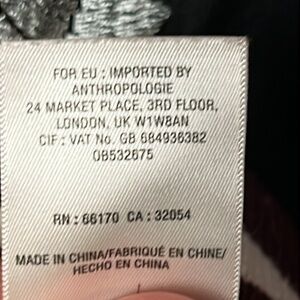 FOR EU : IMPORTED BY
ANTHROPOLOGIE
24 MARKET PLACE, 3RD FLOOR,
LONDON, UK W1W8AN
CIF : VAT No. GB 684936382
OB532675
RN : 66170 CA : 32054
MADE IN CHINA/FABRIQUÉ EN CHINE/
HECHO EN CHINA